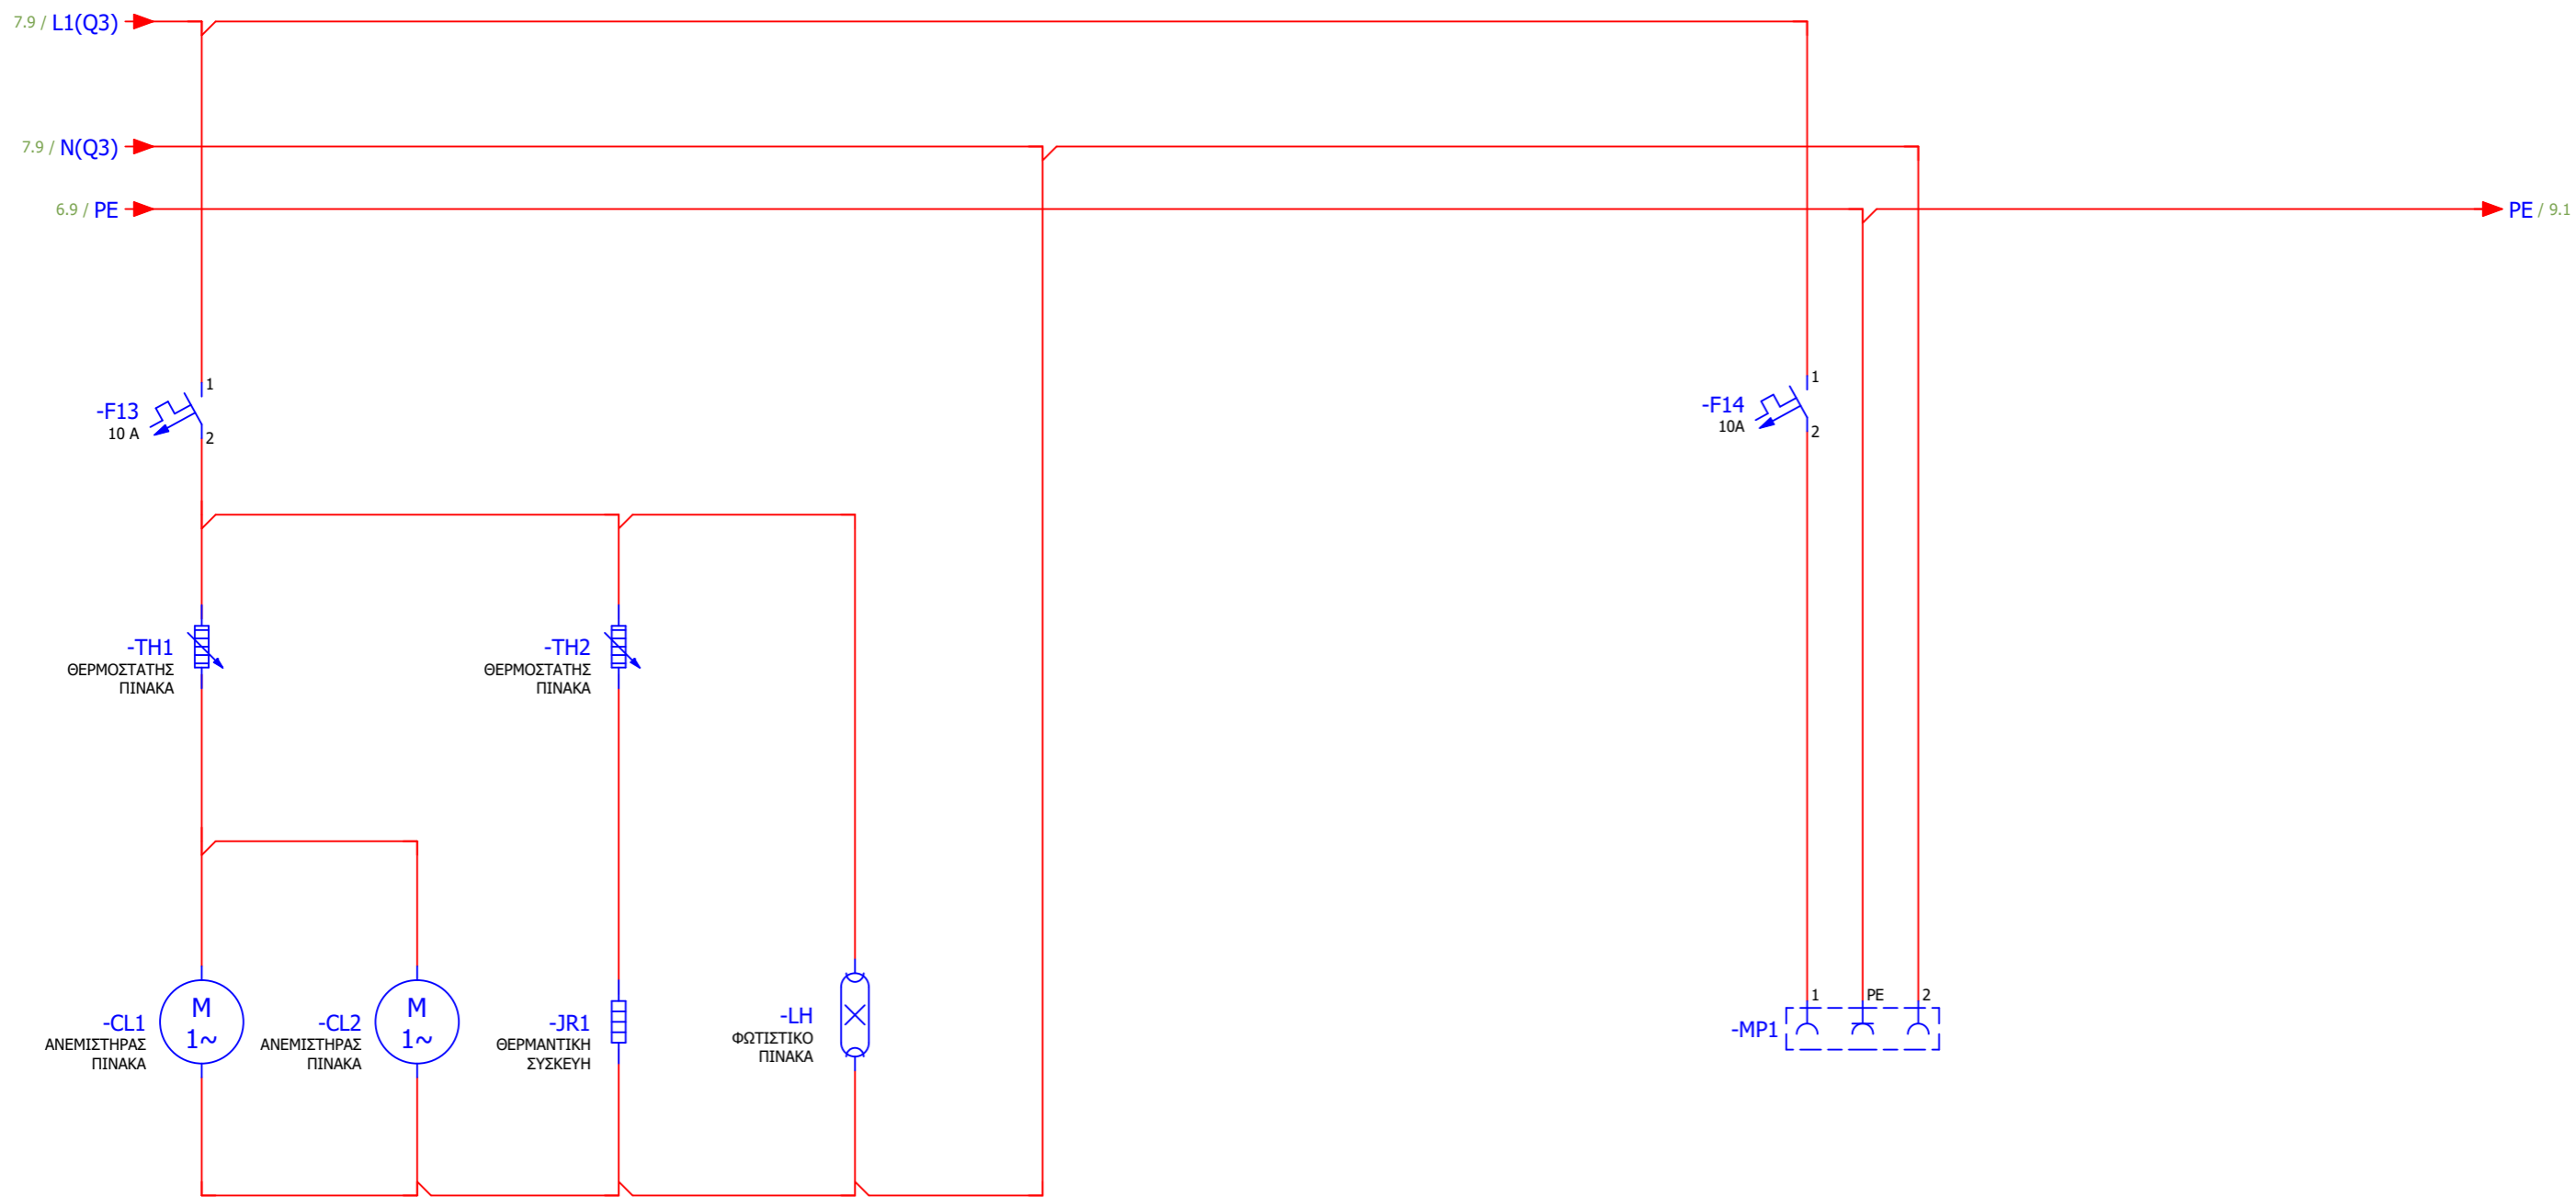 7.9 / L1(Q3)
7.9 / N(Q3)
6.9 / PE
PE / 9.1
1
-F13
10 A
2
1
-F14
10A
2
-TH1
ΘΕΡΜΟΣΤΑΤΗΣ
ΠΙΝΑΚΑ
-TH2
ΘΕΡΜΟΣΤΑΤΗΣ
ΠΙΝΑΚΑ
M
1~
-CL1
ΑΝΕΜΙΣΤΗΡΑΣ
ΠΙΝΑΚΑ
M
1~
-CL2
ΑΝΕΜΙΣΤΗΡΑΣ
ΠΙΝΑΚΑ
-JR1
ΘΕΡΜΑΝΤΙΚΗ
ΣΥΣΚΕΥΗ
-LH
ΦΩΤΙΣΤΙΚΟ
ΠΙΝΑΚΑ
1 PE 2
-MP1